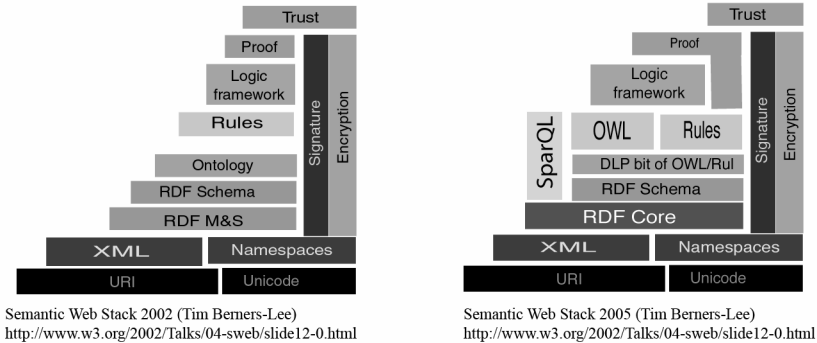 Trust
Proof
Logic
framework
Rules
Ontology
RDF Schema
RDF M&S
Signature
Encryption
XML
Namespaces
URI
Unicode
Semantic Web Stack 2002 (Tim Berners-Lee)
http://www.w3.org/2002/Talks/04-sweb/slide12-0.html
Trust
Proof
Logic
framework
SparQL
OWL
Rules
DLP bit of OWL/Rul
RDF Schema
RDF Core
Signature
Encryption
XML
Namespaces
URI
Unicode
Semantic Web Stack 2005 (Tim Berners-Lee)
http://www.w3.org/2002/Talks/04-sweb/slide12-0.html